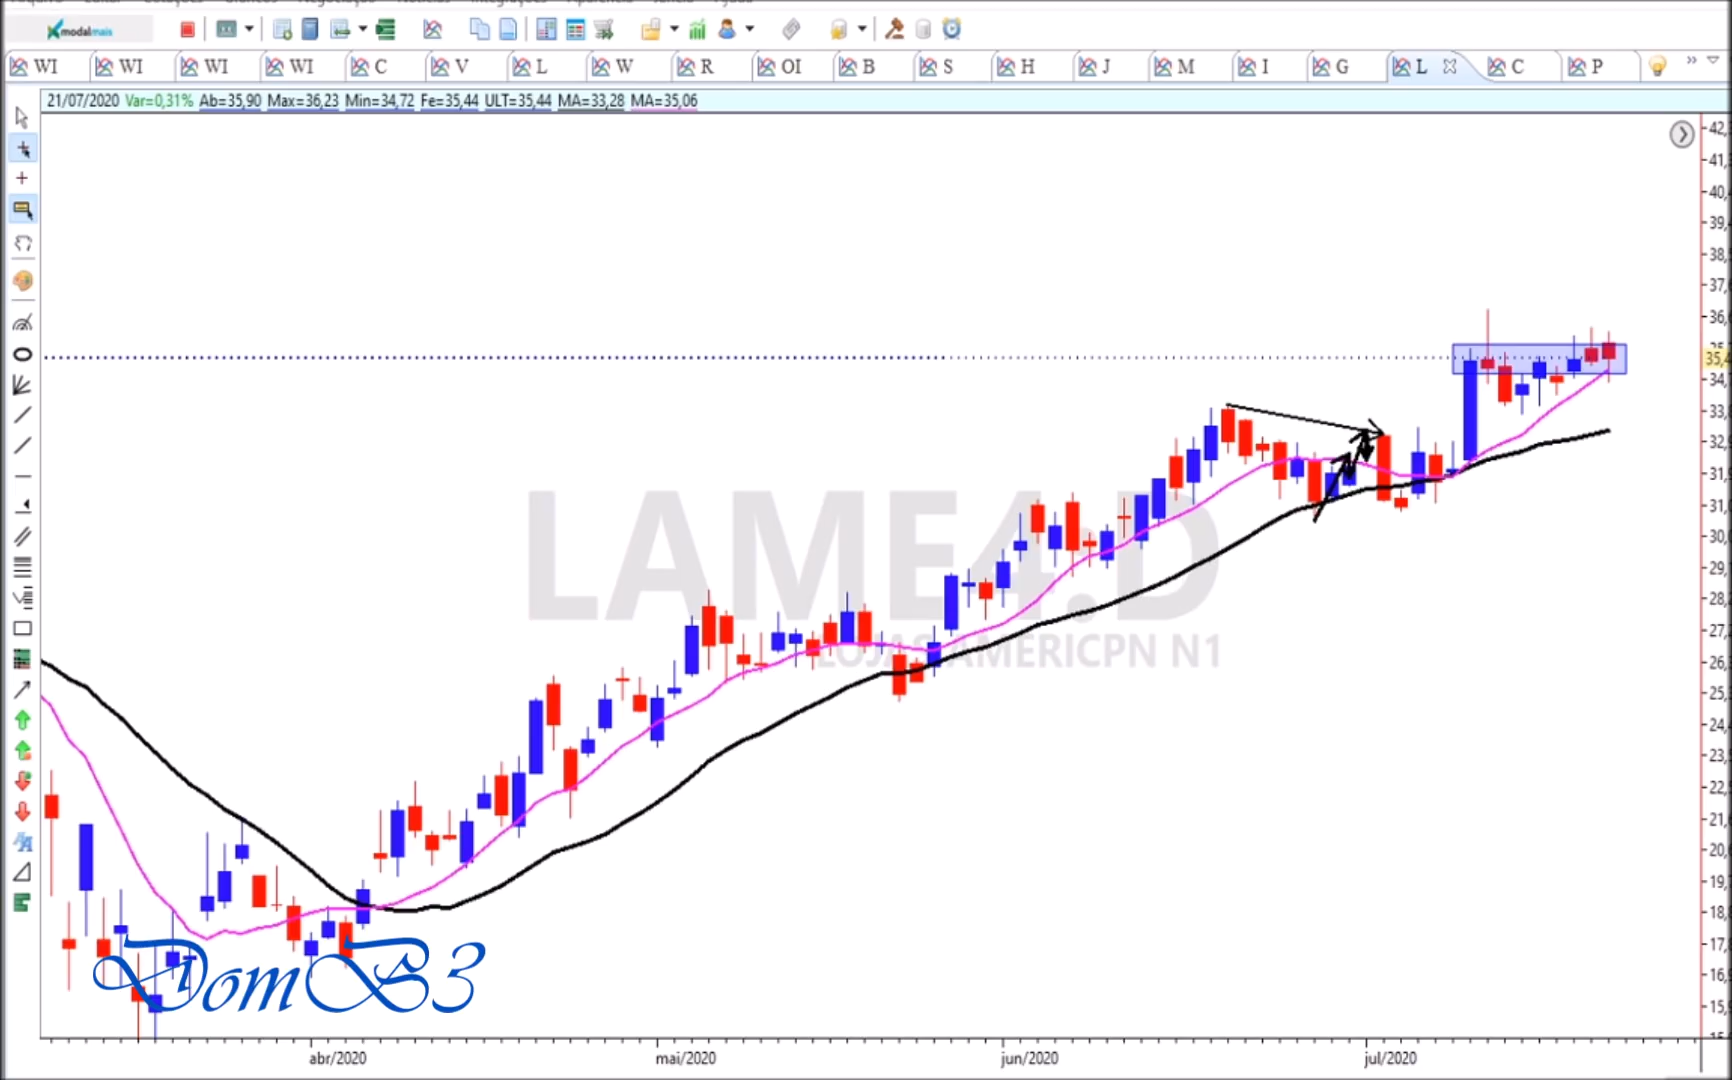 modalmais
WI WI WI WI C V L W R OI B S H J M I G L C P
21/07/2020 Var=0,31% Ab=35,90 Max=36,23 Min=34,72 Fe=35,44 ULT=35,44 MA=33,28 MA=35,06
LAME4.D
LOJAS AMERICPN N1
DomB3
abr/2020 mai/2020 jun/2020 jul/2020